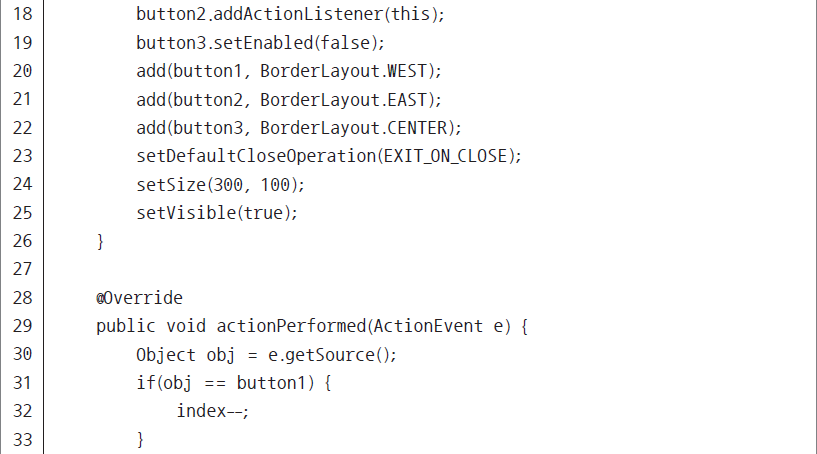 18 button2.addActionListener(this);
19 button3.setEnabled(false);
20 add(button1, BorderLayout.WEST);
21 add(button2, BorderLayout.EAST);
22 add(button3, BorderLayout.CENTER);
23 setDefaultCloseOperation(EXIT_ON_CLOSE);
24 setSize(300, 100);
25 setVisible(true);
26 }
27
28 @Override
29 public void actionPerformed(ActionEvent e) {
30 Object obj = e.getSource();
31 if(obj == button1) {
32 index--;
33 }